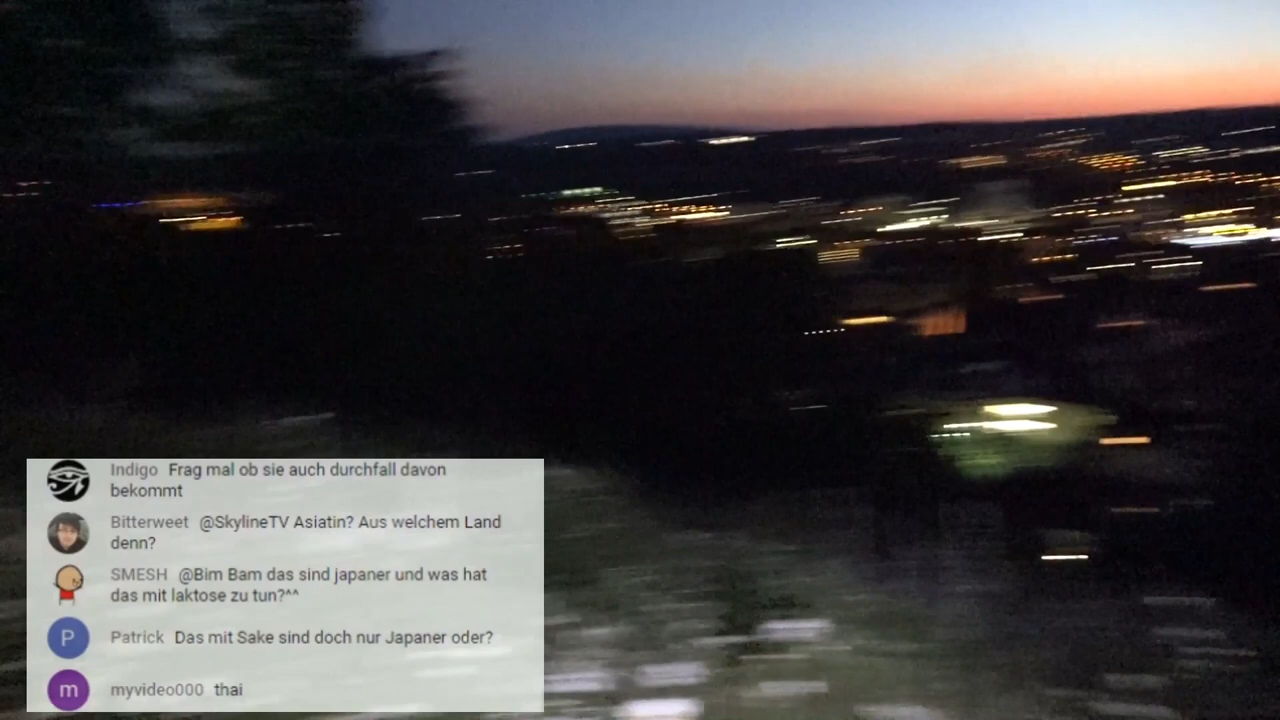 Indigo Frag mal ob sie auch durchfall davon
bekommt
Bitterweet @SkylineTV Asiatin? Aus welchem Land
denn?
SMESH @Bim Bam das sind japaner und was hat
das mit laktose zu tun?^^
P Patrick Das mit Sake sind doch nur Japaner oder?
m myvideo000 thai